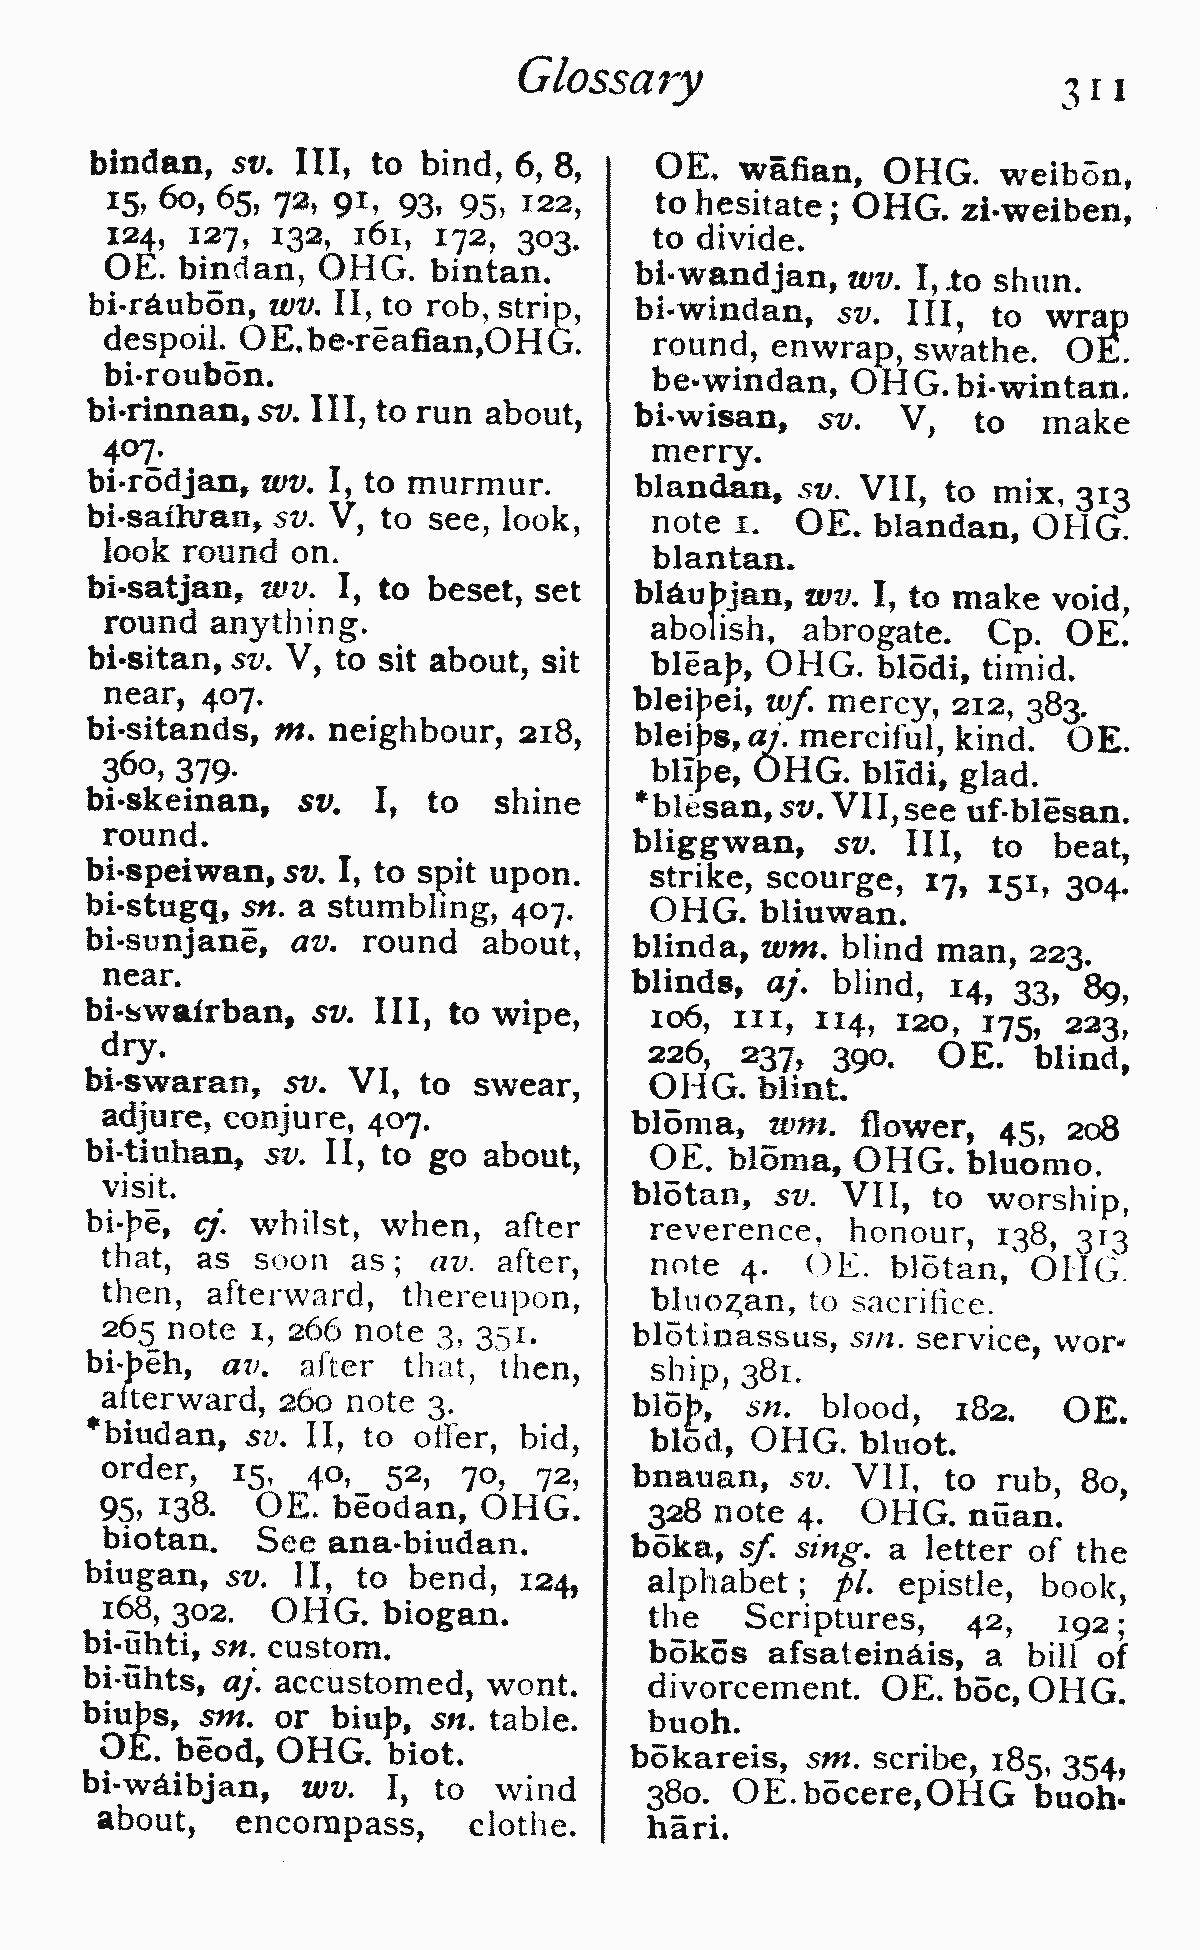 Glossary
311
bindan, sv. III, to bind, 6, 8,
15, 60, 65, 72, 91, 93, 95, 122,
124, 127, 132, 161, 172, 303.
OE. bindan, OHG. bintan.
bi·ráubōn, wv. II, to rob, strip,
despoil. OE. be·rēafian, OHG.
bi·roubōn.
bi·rinnan, sv. III, to run about,
407.
bi·rōdjan, wv. I, to murmur.
bi·saíƕan, sv. V, to see, look,
look round on.
bi·satjan, wv. I, to beset, set
round anything.
bi·sitan, sv. V, to sit about, sit
near, 407.
bi·sitands, m. neighbour, 218,
360, 379.
bi·skeinan, sv. I, to shine
round.
bi·speiwan, sv. I, to spit upon.
bi·stugq, sn. a stumbling, 407.
bi·sunjanē, av. round about,
near.
bi·swaírban, sv. III, to wipe,
dry.
bi·swaran, sv. VI, to swear,
adjure, conjure, 407.
bi·tiuhan, sv. II, to go about,
visit.
bi·þē, cj. whilst, when, after
that, as soon as; av. after,
then, afterward, thereupon,
265 note 1, 266 note 3, 351.
bi·þēh, av. after that, then,
afterward, 260 note 3.
*biudan, sv. II, to offer, bid,
order, 15, 40, 52, 70, 72,
95, 138. OE. bēodan, OHG.
biotan. See ana·biudan.
biugan, sv. II, to bend, 124,
168, 302. OHG. biogan.
bi·ūhti, sn. custom.
bi·ūhts, aj. accustomed, wont.
biuþs, sm. or biuþ, sn. table.
OE. bēod, OHG. biot.
bi·wáibjan, wv. I, to wind
about, encompass, clothe.
OE. wāfian, OHG. weibōn,
to hesitate; OHG. zi·weiben,
to divide.
bi·wandjan, wv. I, to shun.
bi·windan, sv. III, to wrap
round, enwrap, swathe. OE.
be·windan, OHG. bi·wintan.
bi·wisan, sv. V, to make
merry.
blandan, sv. VII, to mix, 313
note 1. OE. blandan, OHG.
blantan.
bláuþjan, wv. I, to make void,
abolish, abrogate. Cp. OE.
blēaþ, OHG. blōdi, timid.
bleiþei, wf. mercy, 212, 383.
bleiþs, aj. merciful, kind. OE.
blīþe, OHG. blīdi, glad.
*blēsan, sv. VII, see uf·blēsan.
bliggwan, sv. III, to beat,
strike, scourge, 17, 151, 304.
OHG. bliuwan.
blinda, wm. blind man, 223.
blinds, aj. blind, 14, 33, 89,
106, 111, 114, 120, 175, 223,
226, 237, 390. OE. blind,
OHG. blint.
blōma, wm. flower, 45, 208
OE. blōma, OHG. bluomo.
blōtan, sv. VII, to worship,
reverence, honour, 138, 313
note 4. OE. blōtan, OHG.
bluoȥan, to sacrifice.
blōtinassus, sm. service, wor-
ship, 381.
blōþ, sn. blood, 182. OE.
blōd, OHG. bluot.
bnauan, sv. VII, to rub, 80,
328 note 4. OHG. nūan.
bōka, sf. sing. a letter of the
alphabet; pl. epistle, book,
the Scriptures, 42, 192;
bōkōs afsateináis, a bill of
divorcement. OE. bōc, OHG.
buoh.
bōkareis, sm. scribe, 185, 354,
380. OE. bōcere, OHG buoh-
hāri.